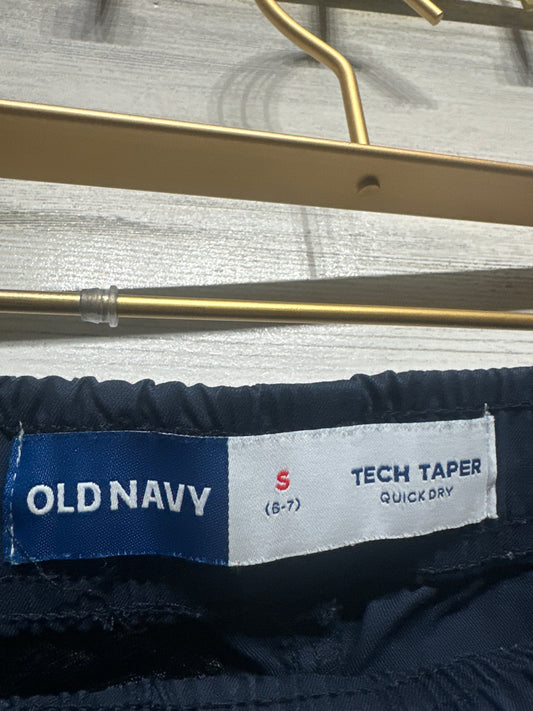 OLD NAVY
S
(6-7)
TECH TAPER
QUICK DRY